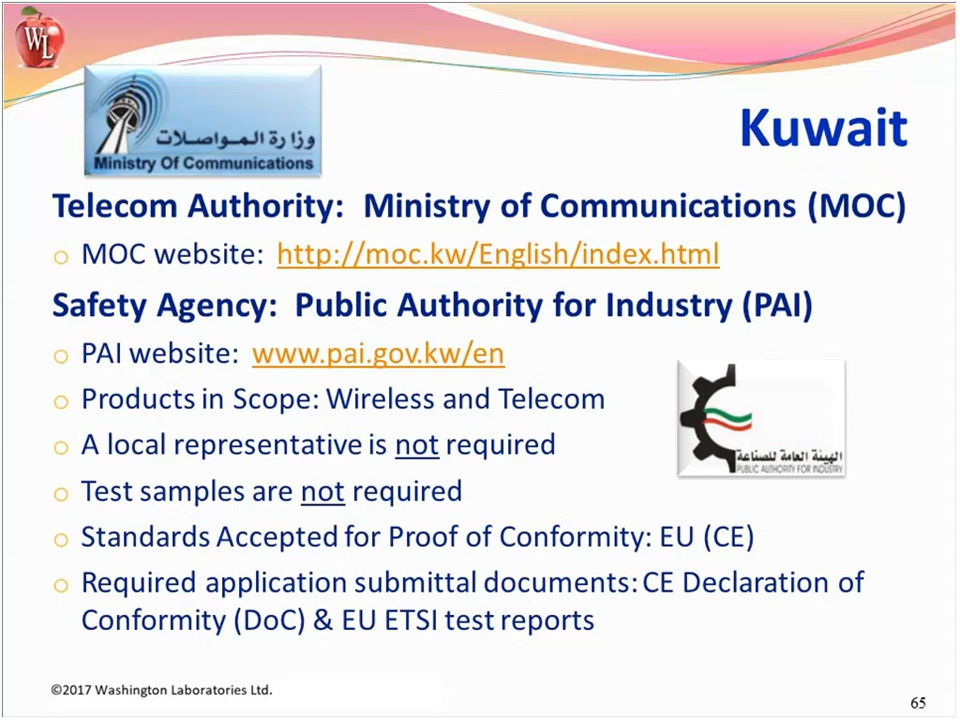 WL
وزارة المواصلات
Ministry Of Communications
Kuwait
Telecom Authority:  Ministry of Communications (MOC)
o MOC website:  http://moc.kw/English/index.html
Safety Agency:  Public Authority for Industry (PAI)
o PAI website:  www.pai.gov.kw/en
o Products in Scope: Wireless and Telecom
o A local representative is not required
الهيئة العامة للصناعة
PUBLIC AUTHORITY FOR INDUSTRY
o Test samples are not required
o Standards Accepted for Proof of Conformity: EU (CE)
o Required application submittal documents: CE Declaration of
Conformity (DoC) & EU ETSI test reports
©2017 Washington Laboratories Ltd.
65